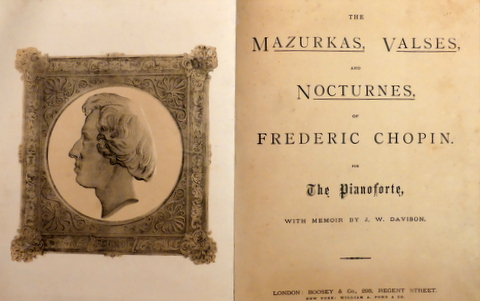 THE
MAZURKAS, VALSES,
AND
NOCTURNES,
OF
FREDERIC CHOPIN.
FOR
The Pianoforte,
WITH MEMOIR BY J. W. DAVISON.
LONDON: BOOSEY & Co., 295, REGENT STREET.
NEW YORK: WILLIAM A. POND & CO